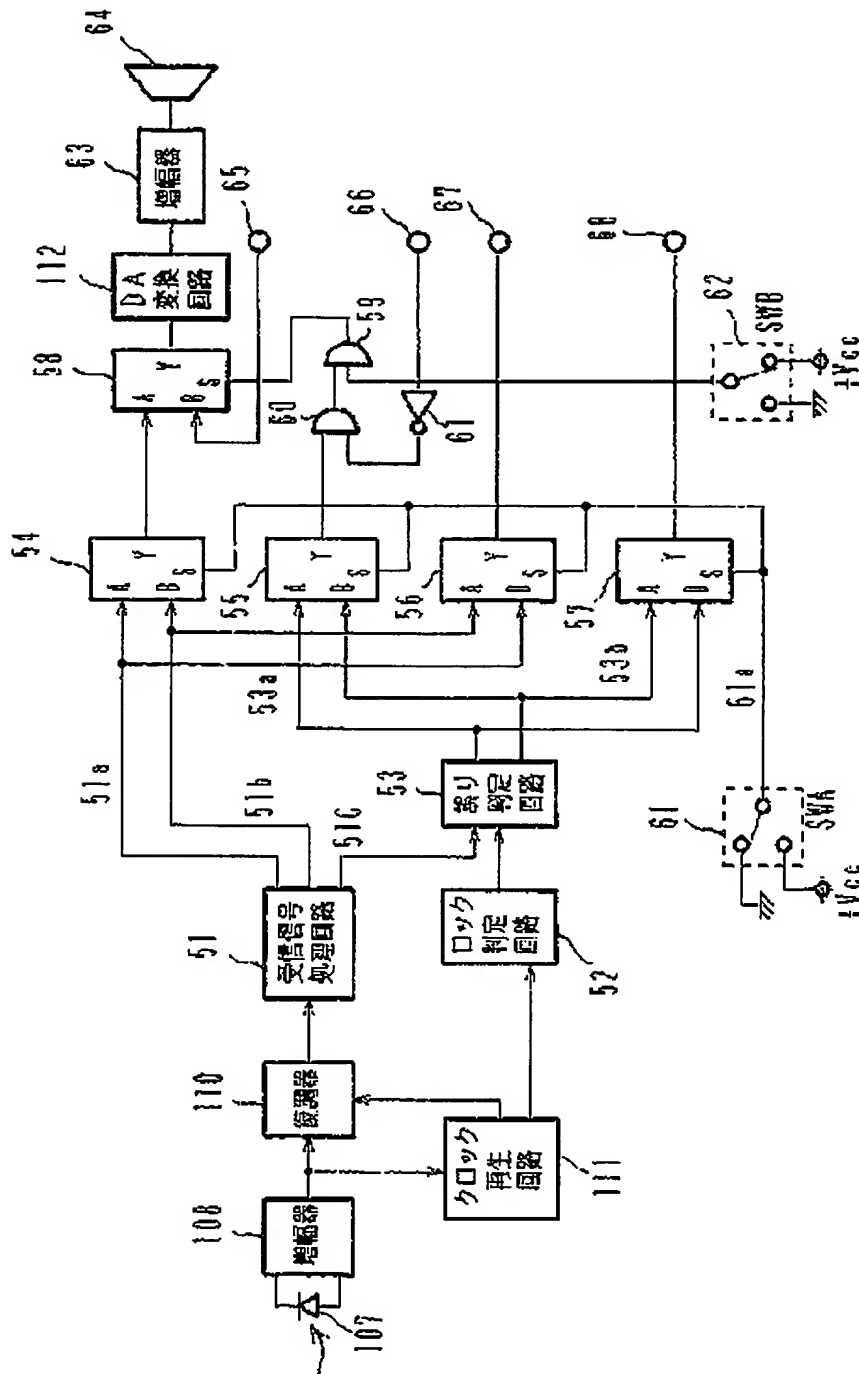 107
108
増幅器
110
復調器
クロック
再生
回路
111
51
受信信号
処理回路
ロック
判定
回路
52
51a
51b
51C
53
誤り
判定
回路
53a
53b
61
SWA
+Vcc
61a
54
A
B
Y
S
55
A
B
Y
S
56
A
D
Y
S
57
A
D
Y
S
58
A
B
Y
S
60
59
61
112
DA
変換
回路
63
増幅器
64
65
66
67
68
62
SWB
+Vcc